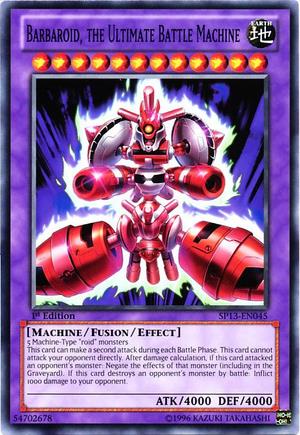 BARBAROID, THE ULTIMATE BATTLE MACHINE
EARTH
地
1st Edition
SP13-EN045
[MACHINE/FUSION/EFFECT]
5 Machine-Type "roid" monsters
This card can make a second attack during each Battle Phase. This card cannot
attack your opponent directly. After damage calculation, if this card attacked
an opponent's monster: Negate the effects of that monster (including in the
Graveyard). If this card destroys an opponent's monster by battle: Inflict
1000 damage to your opponent.
ATK/4000 DEF/4000
54702678
©1996 KAZUKI TAKAHASHI